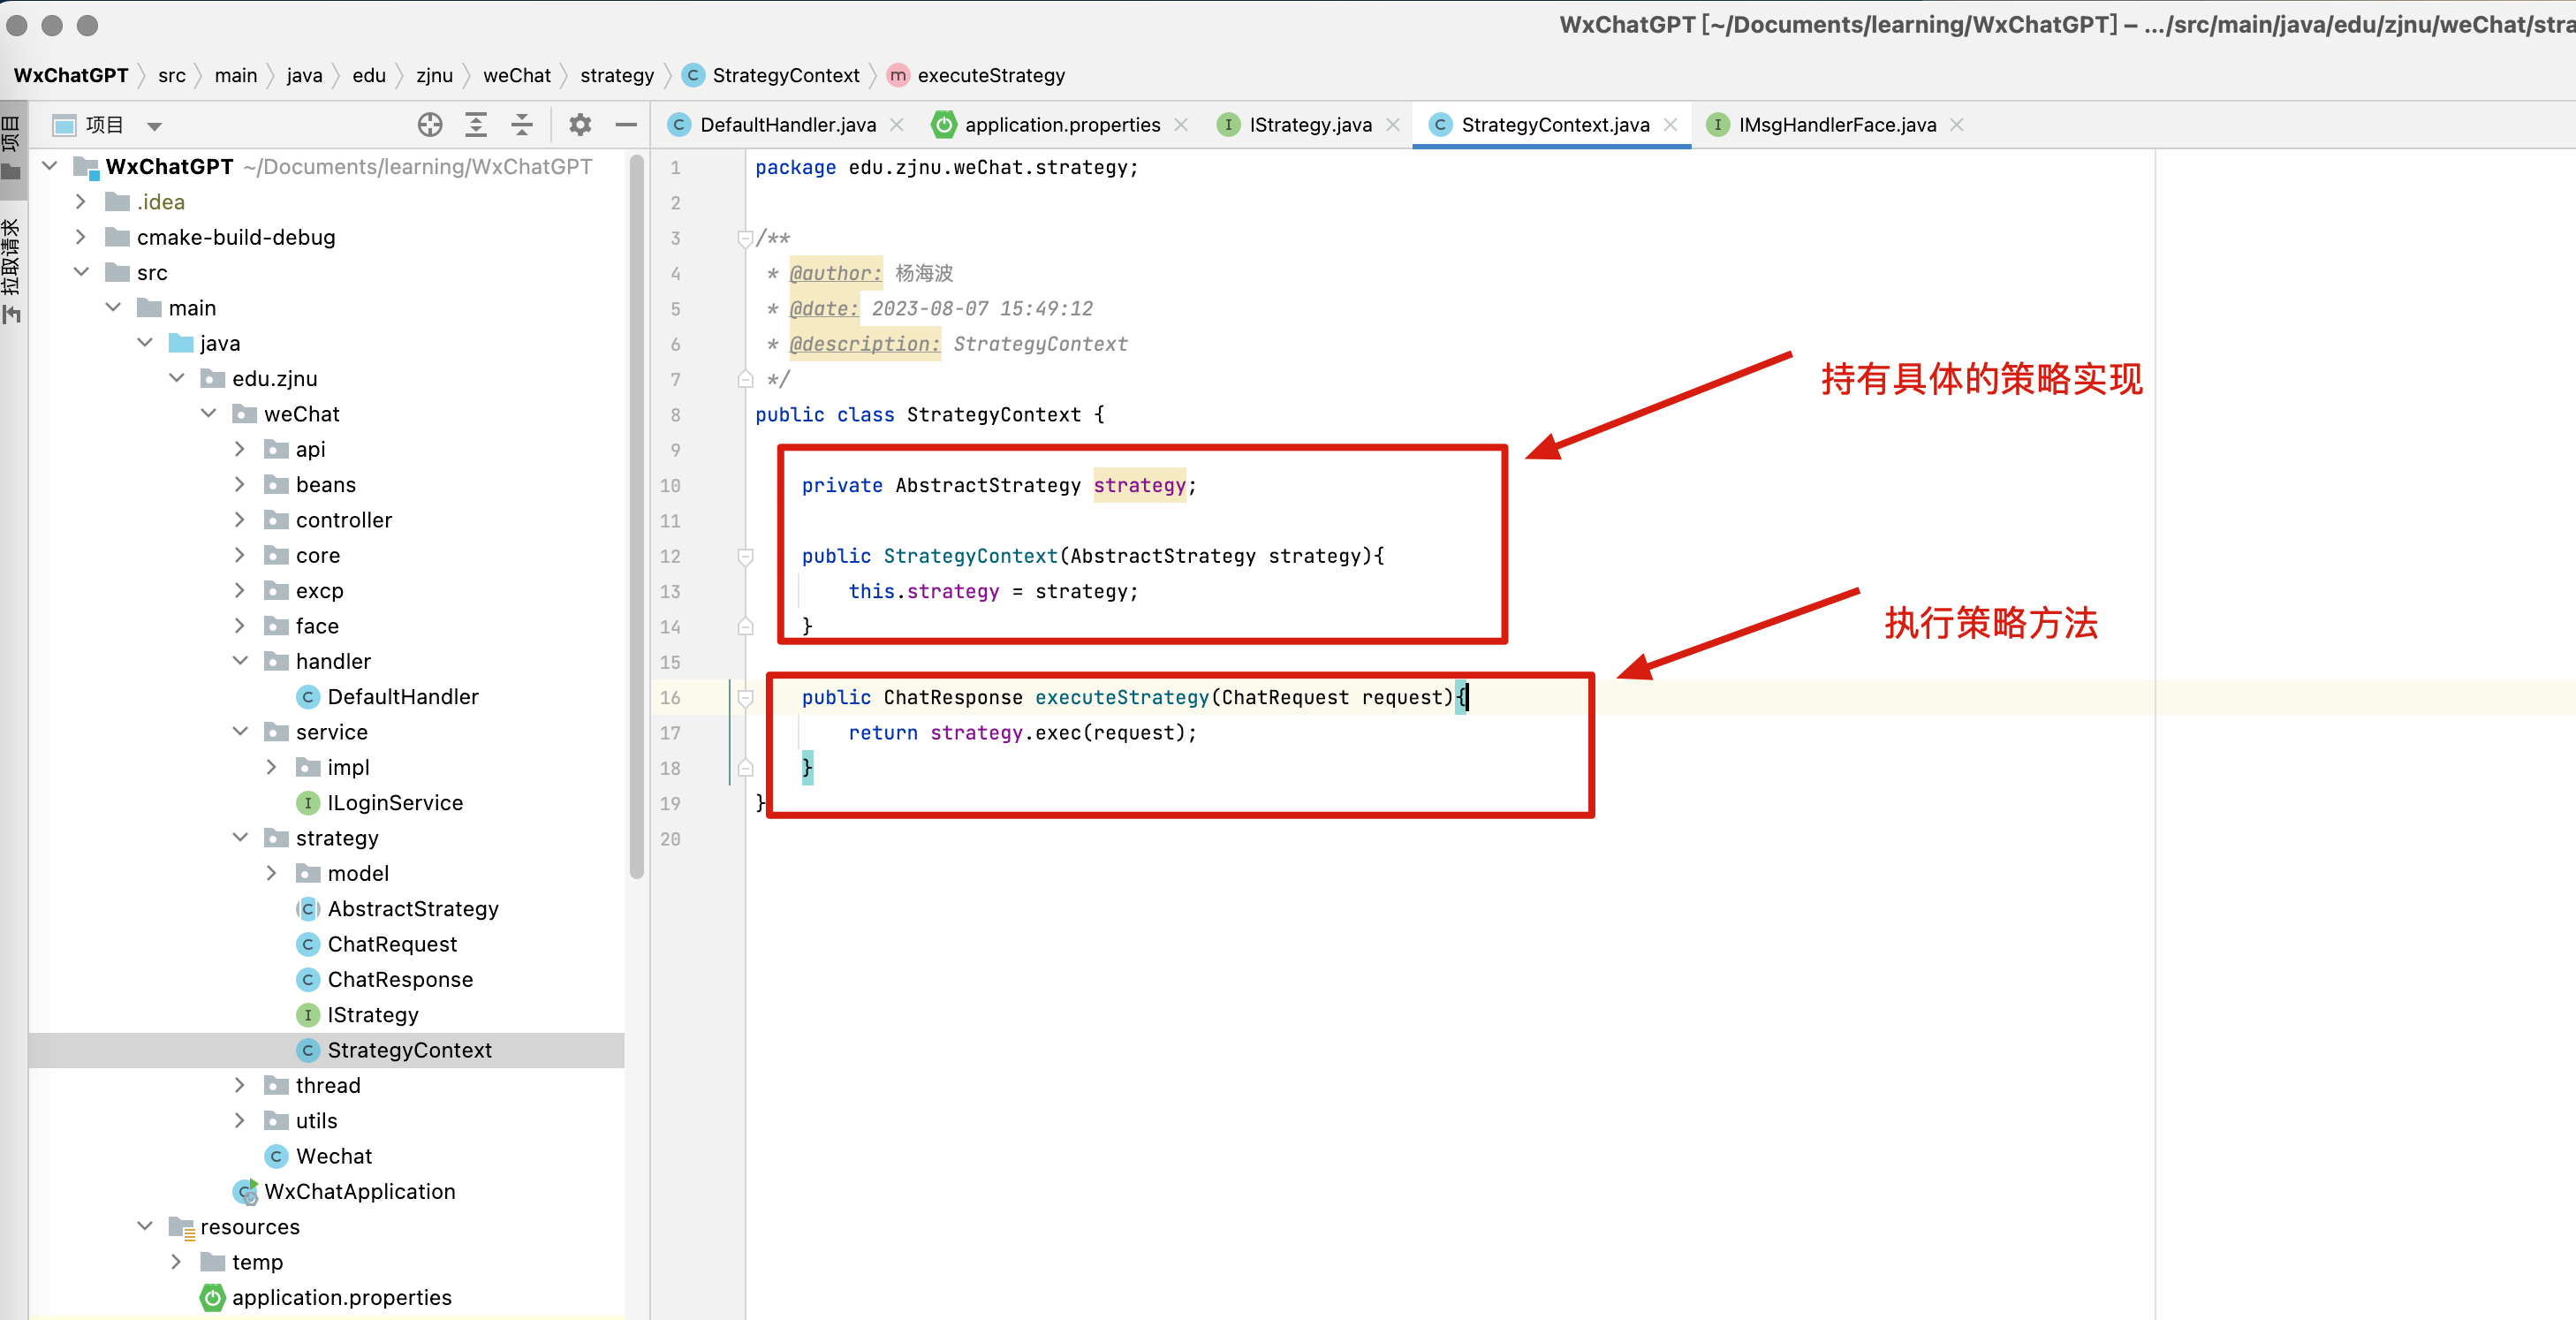 WxChatGPT [~/Documents/learning/WxChatGPT] – .../src/main/java/edu/zjnu/weChat/stra
WxChatGPT src main java edu zjnu weChat strategy StrategyContext executeStrategy
项目
拉取请求
项目
WxChatGPT ~/Documents/learning/WxChatGPT
.idea
cmake-build-debug
src
main
java
edu.zjnu
weChat
api
beans
controller
core
excp
face
handler
DefaultHandler
service
impl
ILoginService
strategy
model
AbstractStrategy
ChatRequest
ChatResponse
IStrategy
StrategyContext
thread
utils
Wechat
WxChatApplication
resources
temp
application.properties
DefaultHandler.java application.properties IStrategy.java StrategyContext.java IMsgHandlerFace.java
1 package edu.zjnu.weChat.strategy;
2
3 /**
4 * @author: 杨海波
5 * @date: 2023-08-07 15:49:12
6 * @description: StrategyContext
7 */
8 public class StrategyContext {
9
10 private AbstractStrategy strategy;
11
12 public StrategyContext(AbstractStrategy strategy){
13 this.strategy = strategy;
14 }
15
16 public ChatResponse executeStrategy(ChatRequest request){
17 return strategy.exec(request);
18 }
19 }
20
持有具体的策略实现
执行策略方法